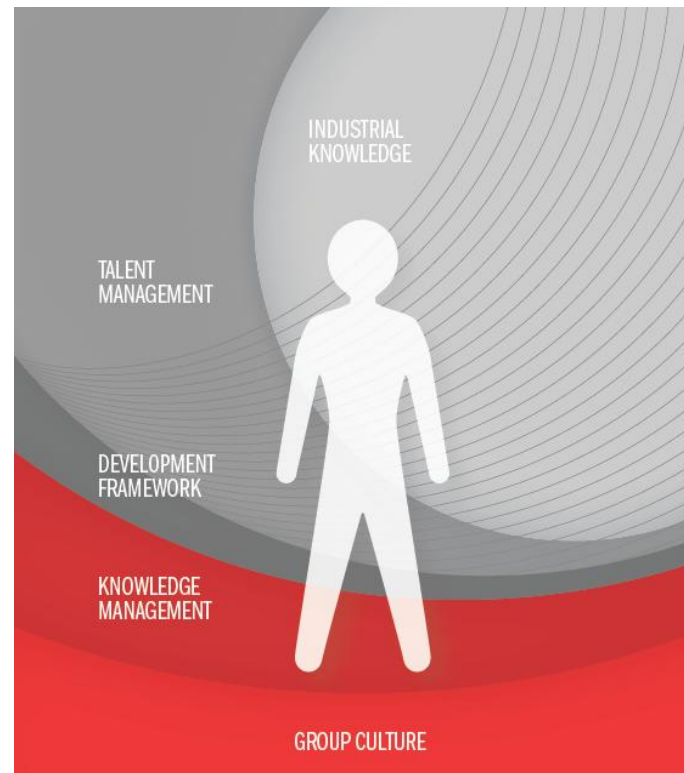 INDUSTRIAL
KNOWLEDGE
TALENT
MANAGEMENT
DEVELOPMENT
FRAMEWORK
KNOWLEDGE
MANAGEMENT
GROUP CULTURE